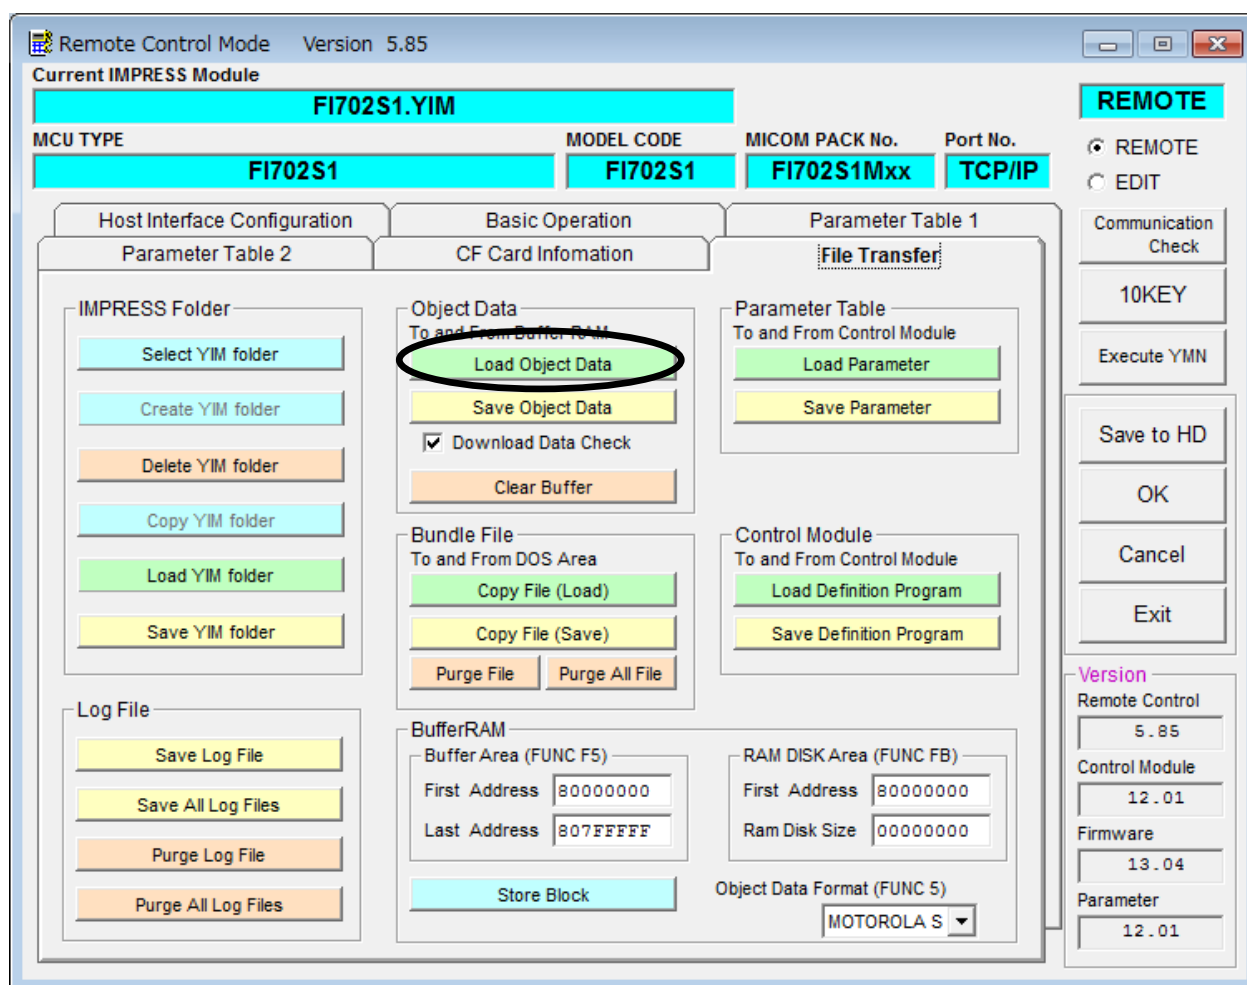 Remote Control Mode Version 5.85
Current IMPRESS Module
FI702S1.YIM
REMOTE
MCU TYPE
MODEL CODE
MICOM PACK No.
Port No.
FI702S1
FI702S1
FI702S1Mxx
TCP/IP
REMOTE
EDIT
Host Interface Configuration
Basic Operation
Parameter Table 1
Parameter Table 2
CF Card Infomation
File Transfer
Communication
Check
10KEY
Execute YMN
Save to HD
OK
Cancel
Exit
IMPRESS Folder
Select YIM folder
Create YIM folder
Delete YIM folder
Copy YIM folder
Load YIM folder
Save YIM folder
Log File
Save Log File
Save All Log Files
Purge Log File
Purge All Log Files
Object Data
To and From Buffer RAM
Load Object Data
Save Object Data
Download Data Check
Clear Buffer
Bundle File
To and From DOS Area
Copy File (Load)
Copy File (Save)
Purge File
Purge All File
Parameter Table
To and From Control Module
Load Parameter
Save Parameter
Control Module
To and From Control Module
Load Definition Program
Save Definition Program
BufferRAM
Buffer Area (FUNC F5)
First Address 80000000
Last Address 807FFFFF
RAM DISK Area (FUNC FB)
First Address 80000000
Ram Disk Size 00000000
Store Block
Object Data Format (FUNC 5)
MOTOROLA S
Version
Remote Control
5.85
Control Module
12.01
Firmware
13.04
Parameter
12.01